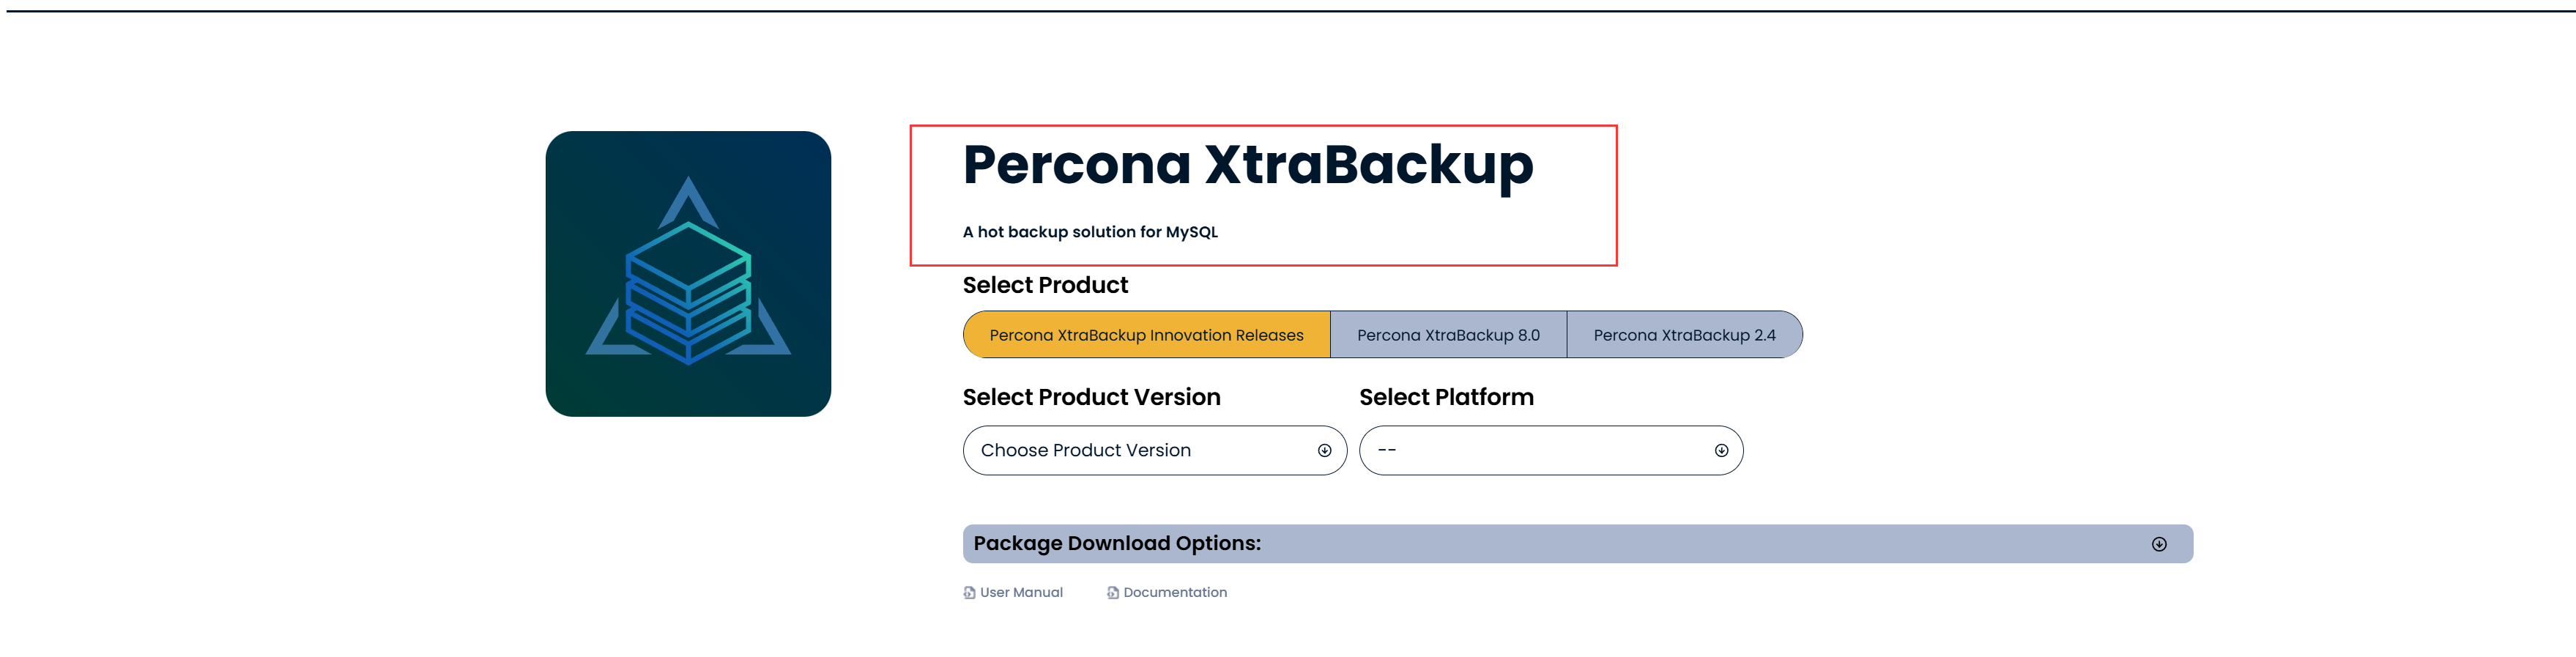 Percona XtraBackup
A hot backup solution for MySQL
Select Product
Percona XtraBackup Innovation Releases
Percona XtraBackup 8.0
Percona XtraBackup 2.4
Select Product Version
Select Platform
Choose Product Version
--
Package Download Options:
User Manual
Documentation